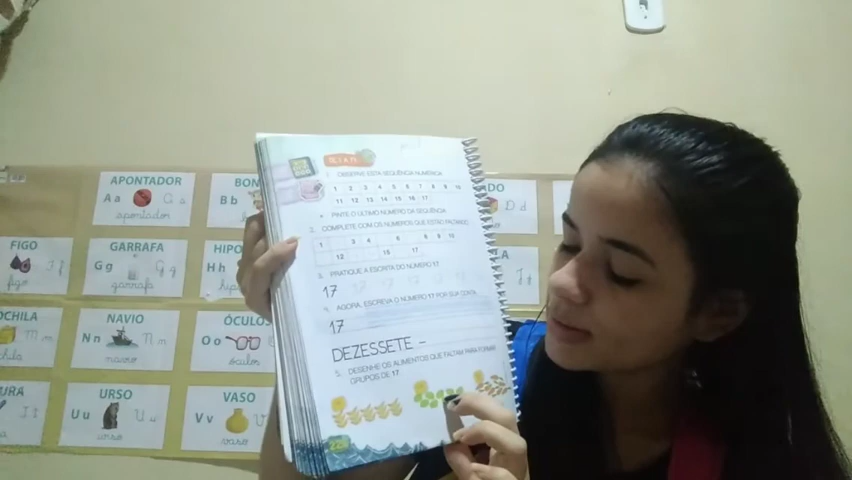 APONTADOR
Aa
apontador
BON
Bb
D d
FIGO
figo
GARRAFA
Gg G g
garrafa
HIPO
Hh
OCHILA
NAVIO
Nn N n
navio
ÓCULOS
Oo
óculos
URSO
Uu U u
urso
VASO
Vv V
vaso
1. OBSERVE ESTA SEQUÊNCIA NUMÉRICA.
1 2 3 4 5 6 7 8 9 10
11 12 13 14 15 16 17
PINTE O ÚLTIMO NÚMERO DA SEQUÊNCIA.
2. COMPLETE COM OS NÚMEROS QUE ESTÃO FALTANDO.
1 3 4 6 8 9 10
12 15 17
3. PRATIQUE A ESCRITA DO NÚMERO 17.
17
4. AGORA, ESCREVA O NÚMERO 17 POR SUA CONTA.
17
DEZESSETE -
5. DESENHE OS ALIMENTOS QUE FALTAM PARA FORMAR
GRUPOS DE 17.